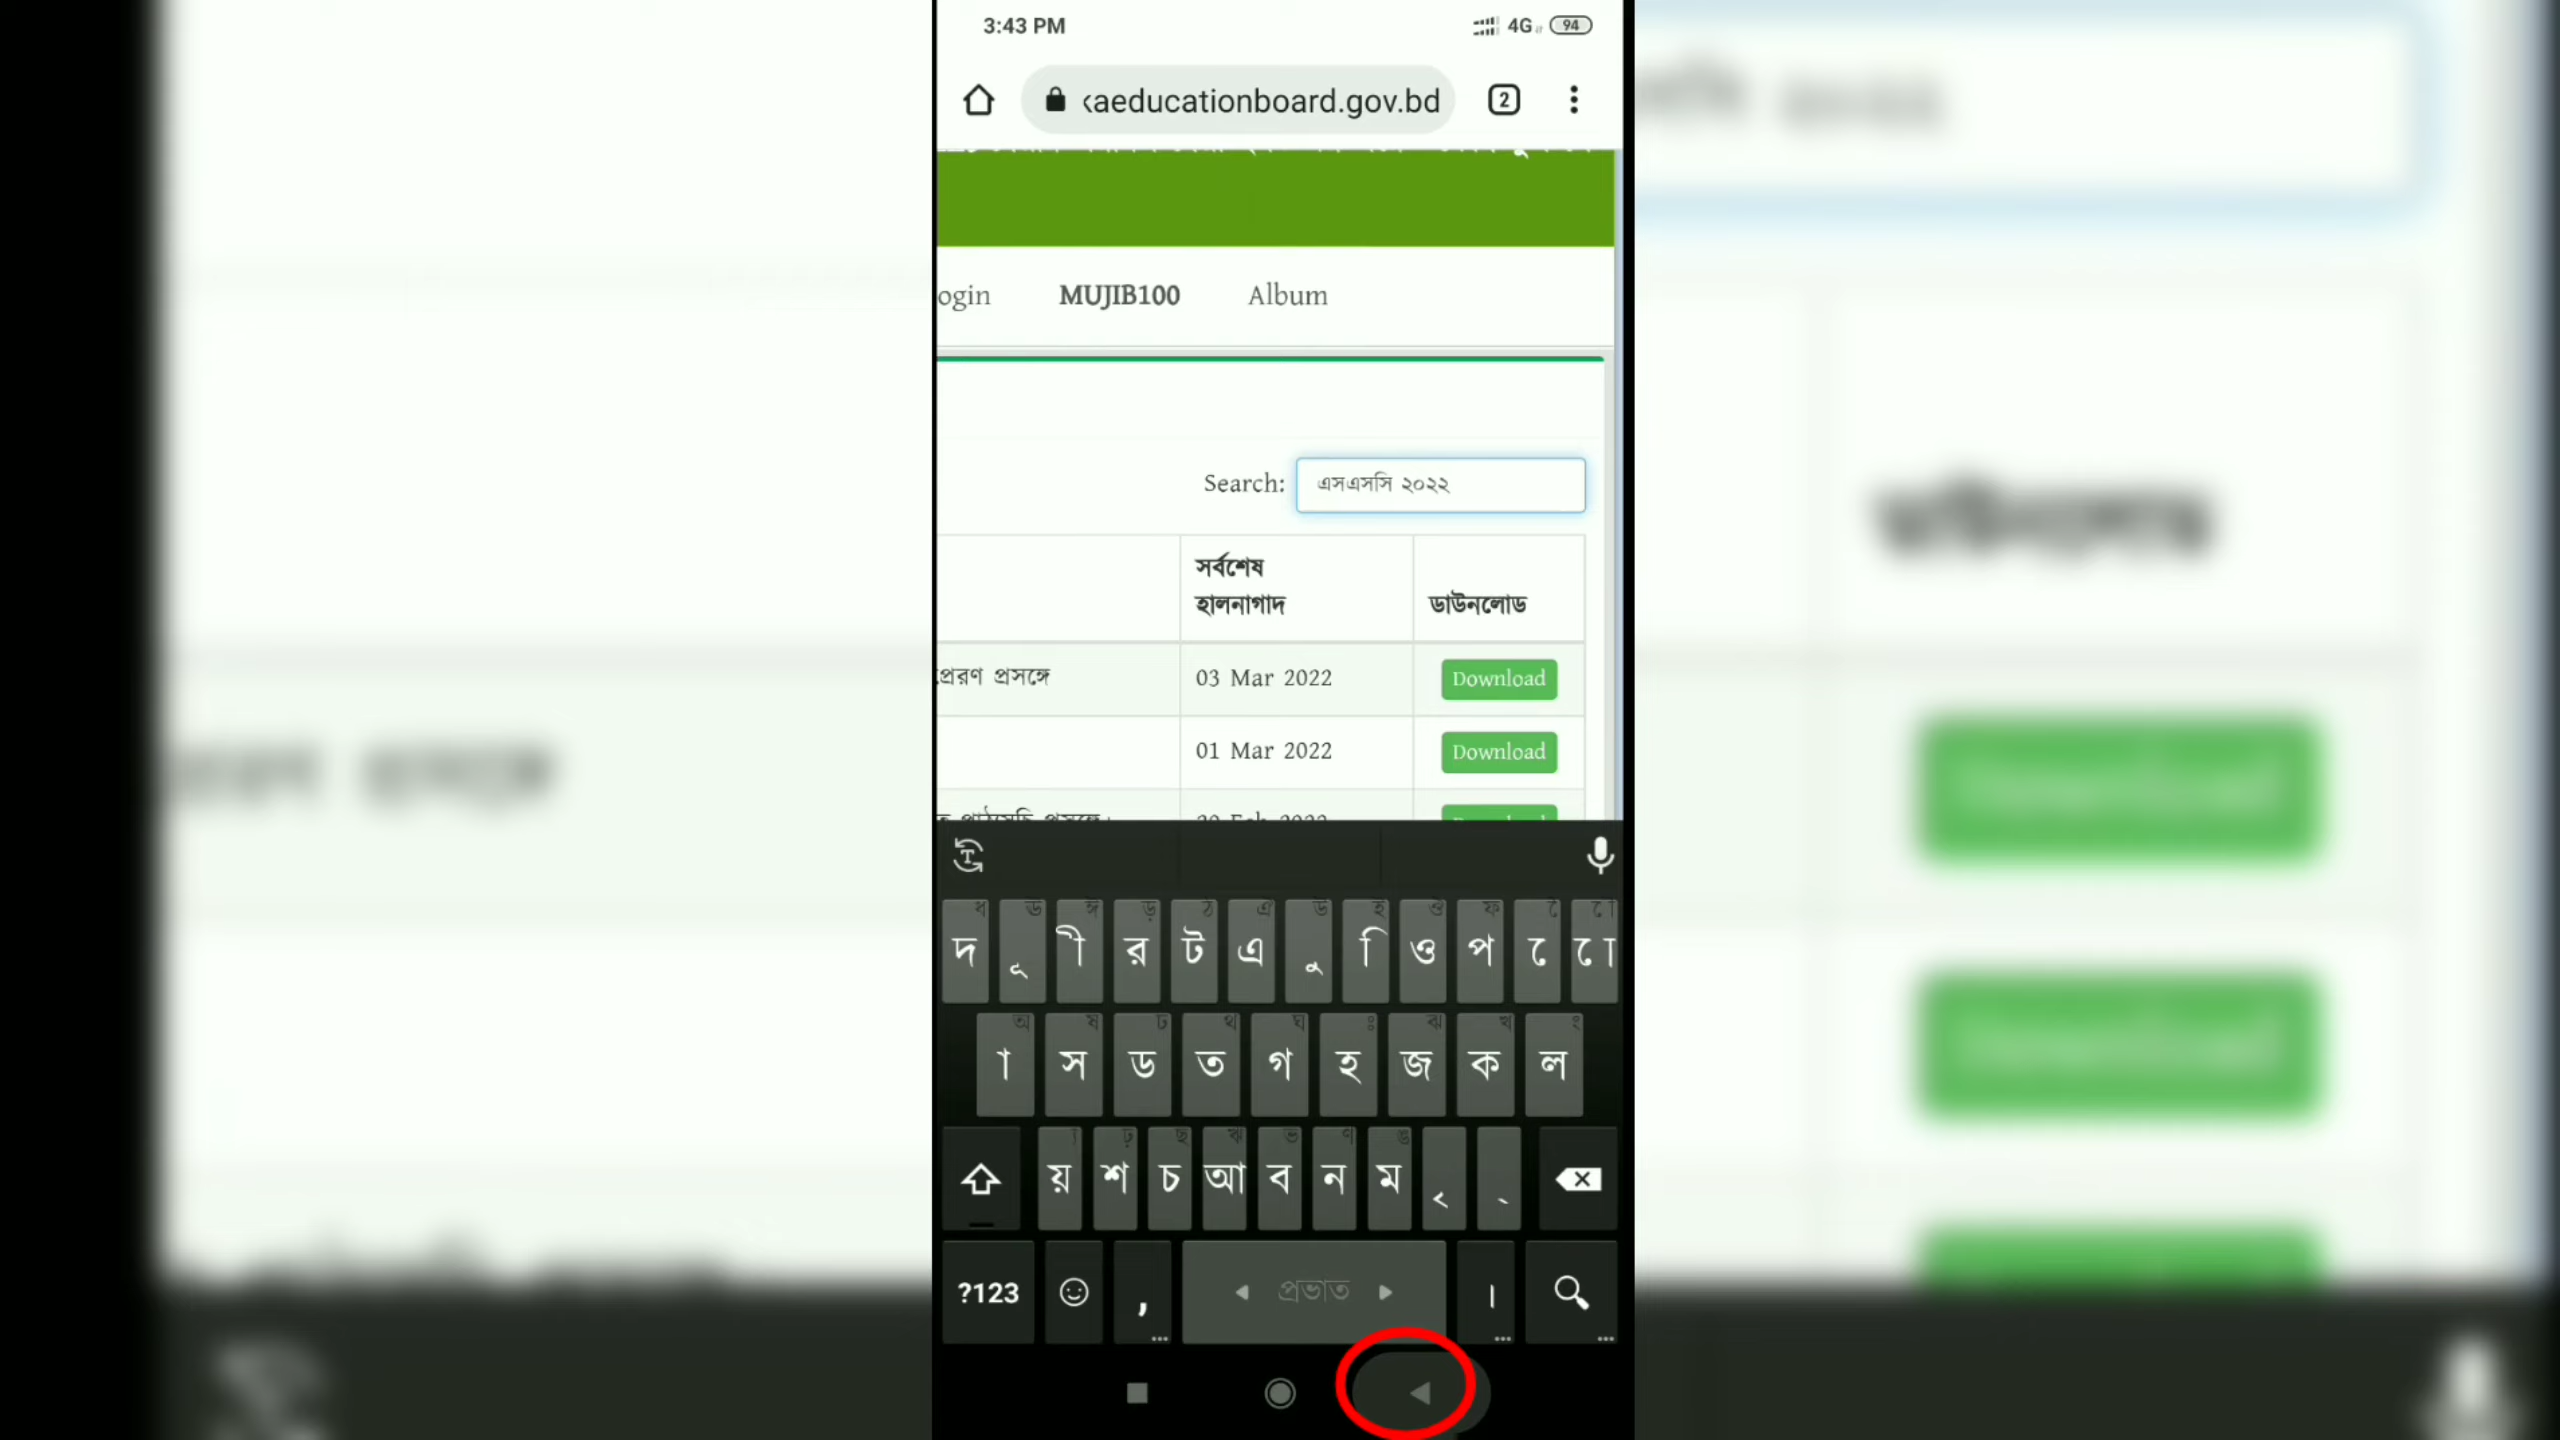 3:43 PM
4G
94
kaeducationboard.gov.bd
2
ogin
MUJIB100
Album
Search:
এসএসসি ২০২২
সর্বশেষ
হালনাগাদ
ডাউনলোড
প্রেরণ প্রসঙ্গে
03 Mar 2022
Download
01 Mar 2022
Download
দ ূ ী র ট এ ু ি ও প ে ো
া স ড ত গ হ জ ক ল
য় শ চ আ ব ন ম
?123
,
প্রভাত
।